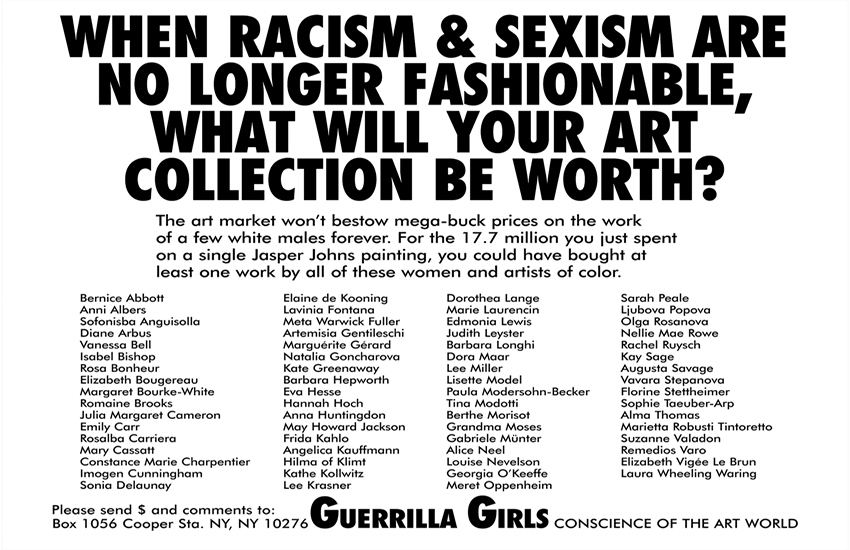 WHEN RACISM & SEXISM ARE
NO LONGER FASHIONABLE,
WHAT WILL YOUR ART
COLLECTION BE WORTH?
The art market won't bestow mega-buck prices on the work
of a few white males forever. For the 17.7 million you just spent
on a single Jasper Johns painting, you could have bought at
least one work by all of these women and artists of color.
Bernice Abbott
Anni Albers
Sofonisba Anguisolla
Diane Arbus
Vanessa Bell
Isabel Bishop
Rosa Bonheur
Elizabeth Bougereau
Margaret Bourke-White
Romaine Brooks
Julia Margaret Cameron
Emily Carr
Rosalba Carriera
Mary Cassatt
Constance Marie Charpentier
Imogen Cunningham
Sonia Delaunay
Elaine de Kooning
Lavinia Fontana
Meta Warwick Fuller
Artemisia Gentileschi
Marguérite Gérard
Natalia Goncharova
Kate Greenaway
Barbara Hepworth
Eva Hesse
Hannah Hoch
Anna Huntingdon
May Howard Jackson
Frida Kahlo
Angelica Kauffmann
Hilma of Klimt
Kathe Kollwitz
Lee Krasner
Dorothea Lange
Marie Laurencin
Edmonia Lewis
Judith Leyster
Barbara Longhi
Dora Maar
Lee Miller
Lisette Model
Paula Modersohn-Becker
Tina Modotti
Berthe Morisot
Grandma Moses
Gabriele Münter
Alice Neel
Louise Nevelson
Georgia O'Keeffe
Meret Oppenheim
Sarah Peale
Ljubova Popova
Olga Rosanova
Nellie Mae Rowe
Rachel Ruysch
Kay Sage
Augusta Savage
Vavara Stepanova
Florine Stettheimer
Sophie Taeuber-Arp
Alma Thomas
Marietta Robusti Tintoretto
Suzanne Valadon
Remedios Varo
Elizabeth Vigée Le Brun
Laura Wheeling Waring
Please send $ and comments to:
Box 1056 Cooper Sta. NY, NY 10276 GUERRILLA GIRLS CONSCIENCE OF THE ART WORLD